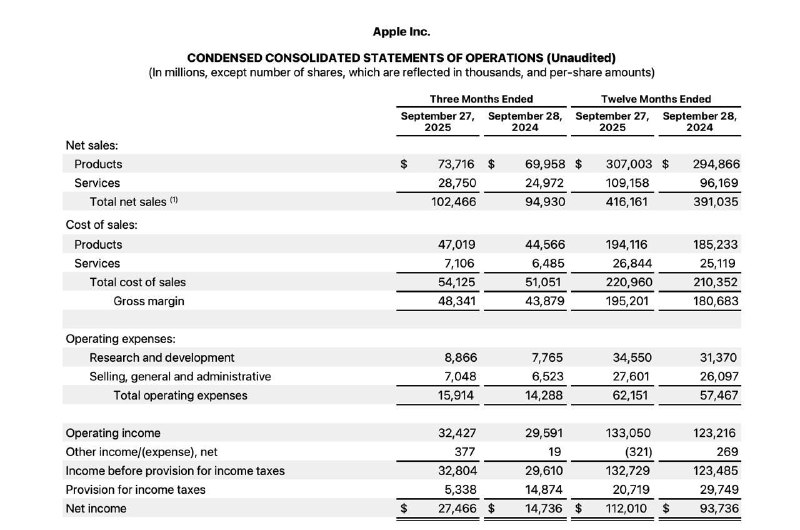 Apple Inc.
CONDENSED CONSOLIDATED STATEMENTS OF OPERATIONS (Unaudited)
(In millions, except number of shares, which are reflected in thousands, and per-share amounts)
Three Months Ended Twelve Months Ended
September 27, 2025 September 28, 2024 September 27, 2025 September 28, 2024
Net sales:
Products $ 73,716 $ 69,958 $ 307,003 $ 294,866
Services 28,750 24,972 109,158 96,169
Total net sales (1) 102,466 94,930 416,161 391,035
Cost of sales:
Products 47,019 44,566 194,116 185,233
Services 7,106 6,485 26,844 25,119
Total cost of sales 54,125 51,051 220,960 210,352
Gross margin 48,341 43,879 195,201 180,683
Operating expenses:
Research and development 8,866 7,765 34,550 31,370
Selling, general and administrative 7,048 6,523 27,601 26,097
Total operating expenses 15,914 14,288 62,151 57,467
Operating income 32,427 29,591 133,050 123,216
Other income/(expense), net 377 19 (321) 269
Income before provision for income taxes 32,804 29,610 132,729 123,485
Provision for income taxes 5,338 14,874 20,719 29,749
Net income $ 27,466 $ 14,736 $ 112,010 $ 93,736